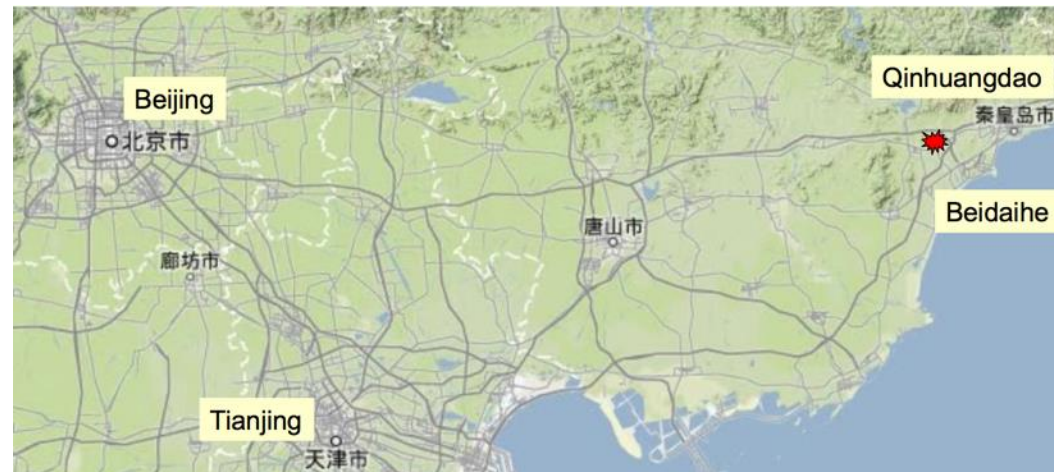 Beijing
北京市
Qinhuangdao
秦皇岛市
Beidaihe
唐山市
廊坊市
Tianjing
天津市